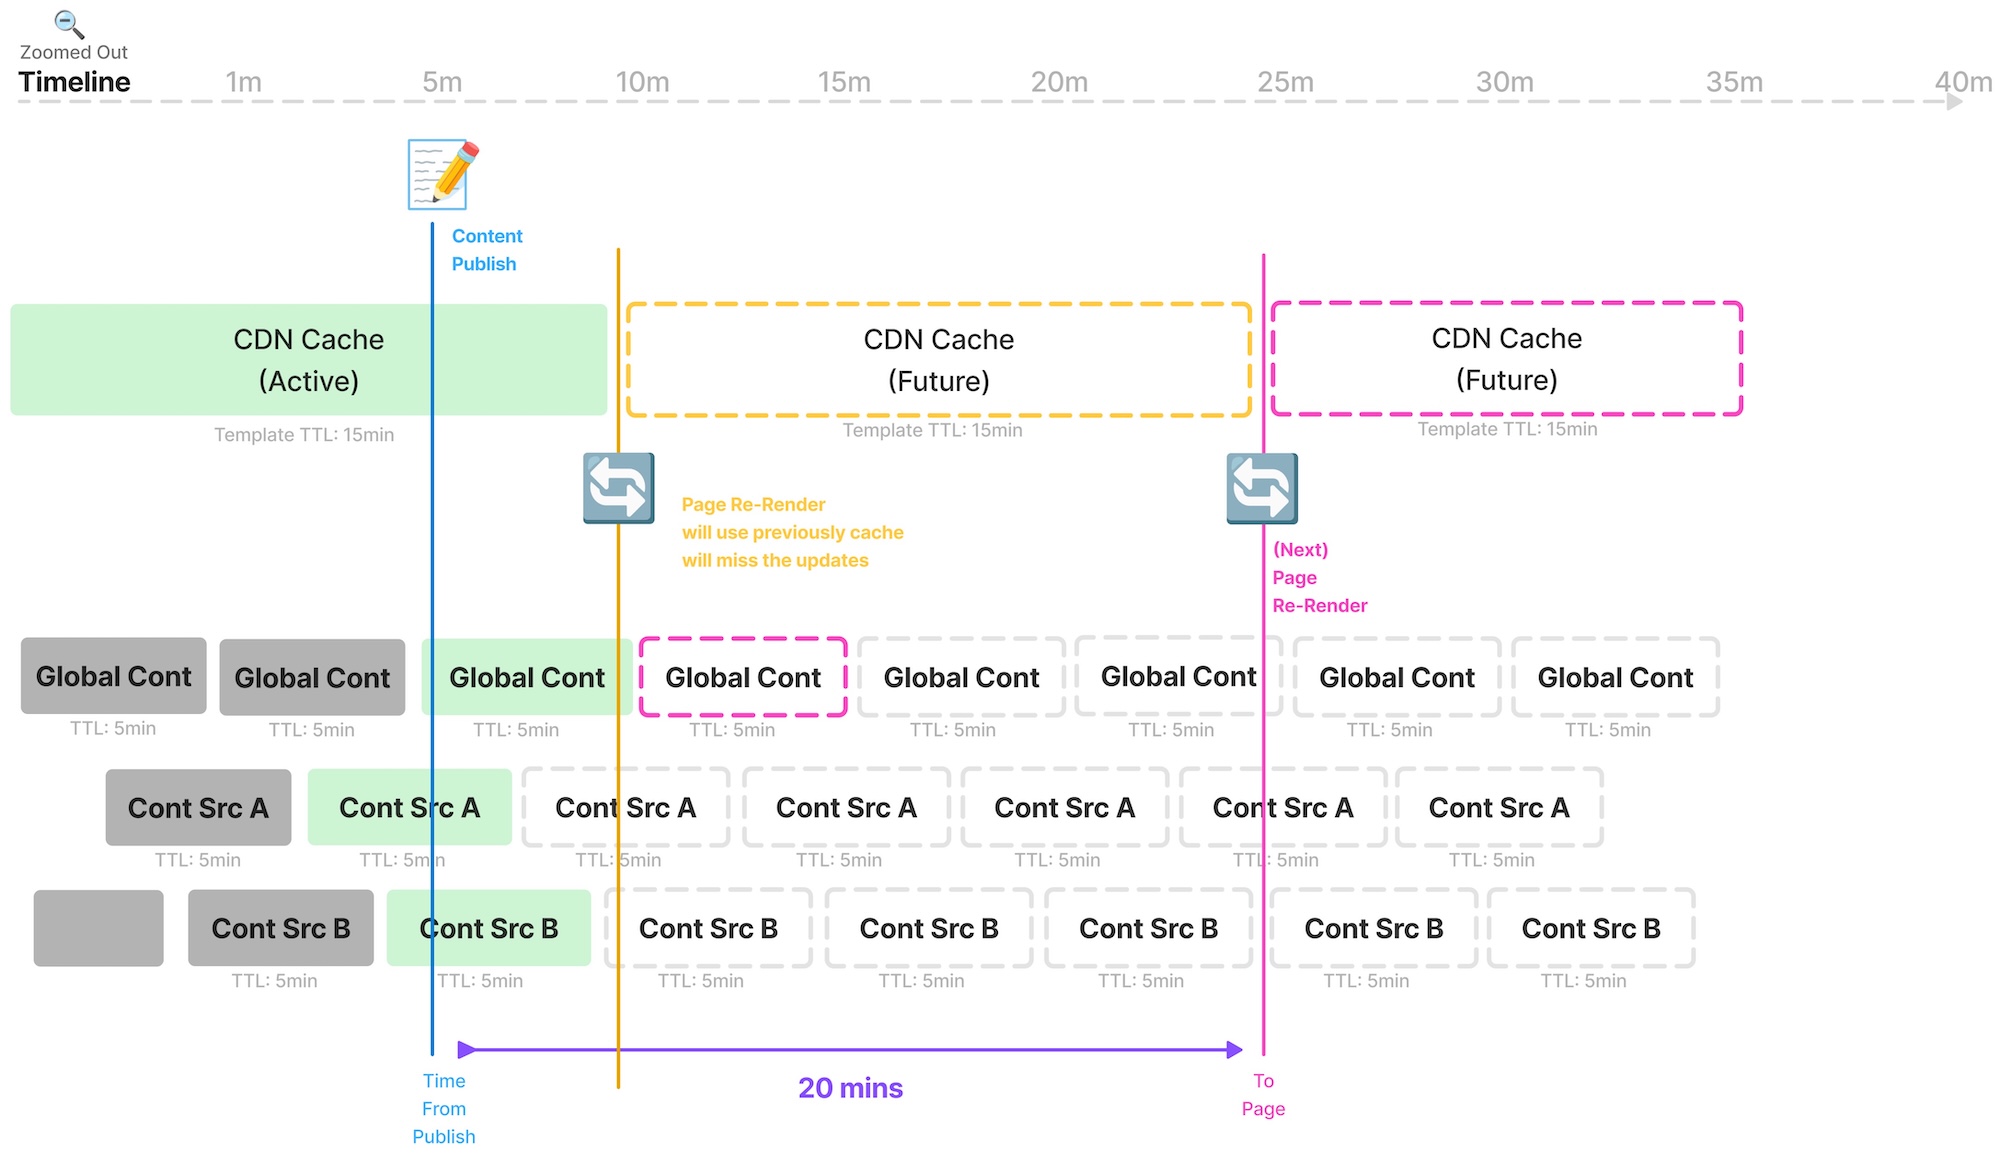 Zoomed Out
Timeline
1m 5m 10m 15m 20m 25m 30m 35m 40m
Content
Publish
CDN Cache
(Active)
Template TTL: 15min
CDN Cache
(Future)
Template TTL: 15min
CDN Cache
(Future)
Template TTL: 15min
Page Re-Render
will use previously cache
will miss the updates
(Next)
Page
Re-Render
Global Cont Global Cont Global Cont Global Cont Global Cont Global Cont Global Cont Global Cont
TTL: 5min TTL: 5min TTL: 5min TTL: 5min TTL: 5min TTL: 5min TTL: 5min TTL: 5min
Cont Src A Cont Src A Cont Src A Cont Src A Cont Src A Cont Src A Cont Src A
TTL: 5min TTL: 5min TTL: 5min TTL: 5min TTL: 5min TTL: 5min TTL: 5min
Cont Src B Cont Src B Cont Src B Cont Src B Cont Src B Cont Src B Cont Src B
TTL: 5min TTL: 5min TTL: 5min TTL: 5min TTL: 5min TTL: 5min TTL: 5min
20 mins
Time
From
Publish
To
Page